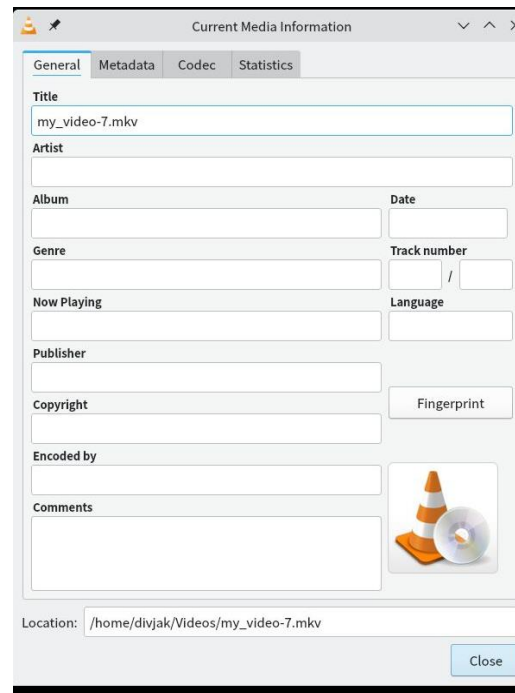 Current Media Information
General Metadata Codec Statistics
Title
my_video-7.mkv
Artist
Album Date
Genre Track number
/
Now Playing Language
Publisher
Copyright Fingerprint
Encoded by
Comments
Location: /home/divjak/Videos/my_video-7.mkv
Close